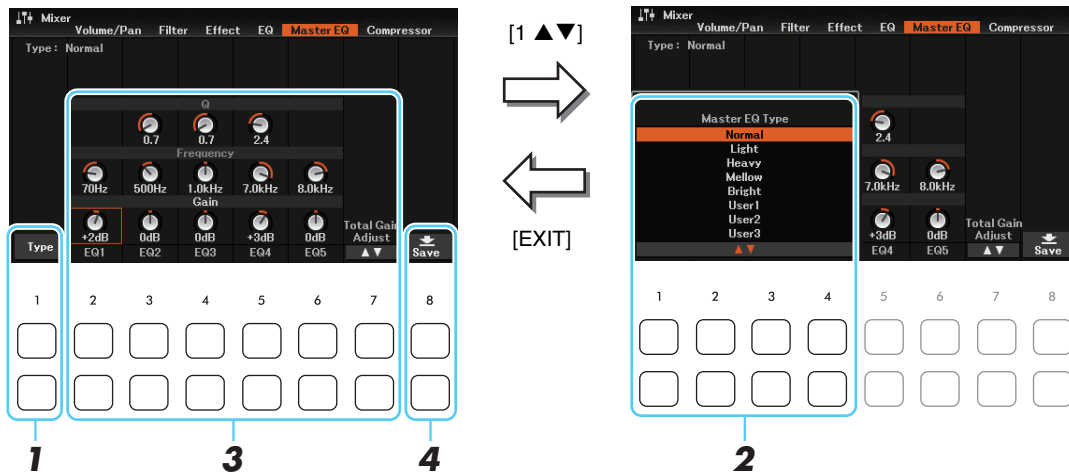 Mixer
Volume/Pan Filter Effect EQ Master EQ Compressor
Type : Normal
Q
0.7 0.7 2.4
Frequency
70Hz 500Hz 1.0kHz 7.0kHz 8.0kHz
Gain
+2dB 0dB 0dB +3dB 0dB
Total Gain
Adjust
Type EQ1 EQ2 EQ3 EQ4 EQ5 ▲▼ Save
1 2 3 4 5 6 7 8
1 3 4
[1 ▲▼]
[EXIT]
Mixer
Volume/Pan Filter Effect EQ Master EQ Compressor
Type : Normal
Master EQ Type
Normal
Light
Heavy
Mellow
Bright
User1
User2
User3
▲▼
2.4
7.0kHz 8.0kHz
+3dB 0dB
Total Gain
Adjust
EQ4 EQ5 ▲▼ Save
1 2 3 4 5 6 7 8
2